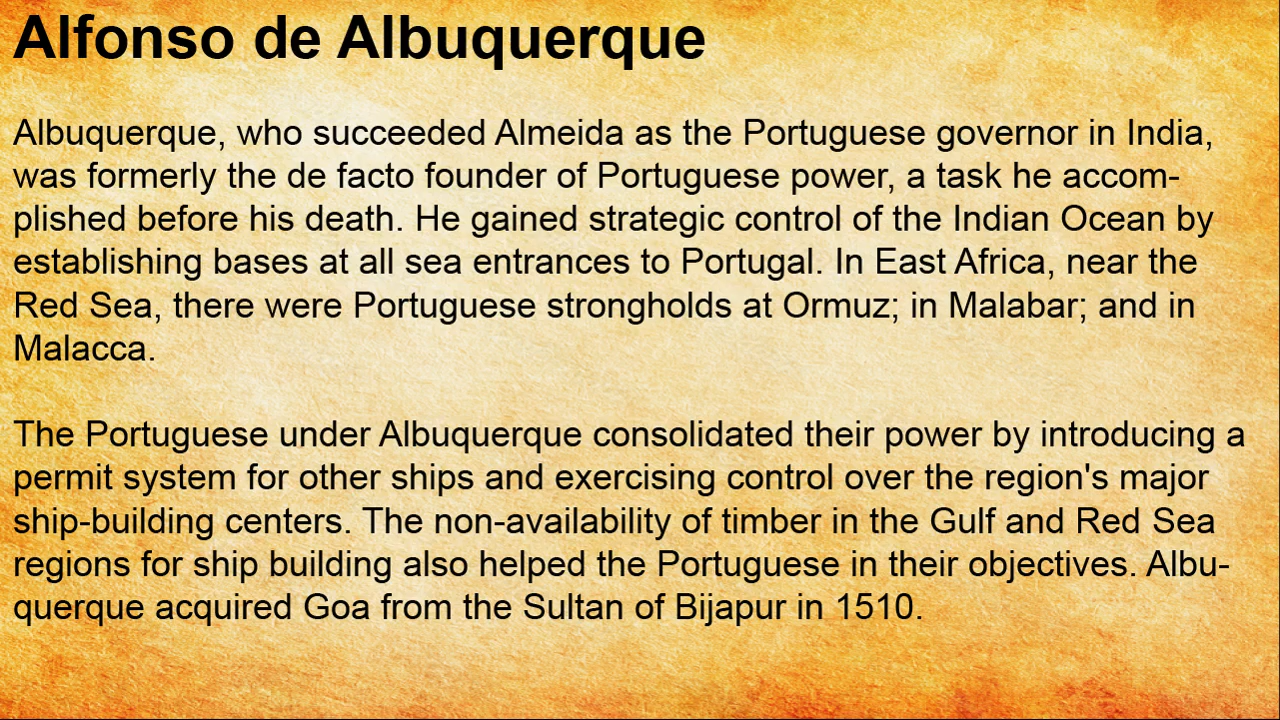 Alfonso de Albuquerque
Albuquerque, who succeeded Almeida as the Portuguese governor in India,
was formerly the de facto founder of Portuguese power, a task he accom-
plished before his death. He gained strategic control of the Indian Ocean by
establishing bases at all sea entrances to Portugal. In East Africa, near the
Red Sea, there were Portuguese strongholds at Ormuz; in Malabar; and in
Malacca.
The Portuguese under Albuquerque consolidated their power by introducing a
permit system for other ships and exercising control over the region's major
ship-building centers. The non-availability of timber in the Gulf and Red Sea
regions for ship building also helped the Portuguese in their objectives. Albu-
querque acquired Goa from the Sultan of Bijapur in 1510.